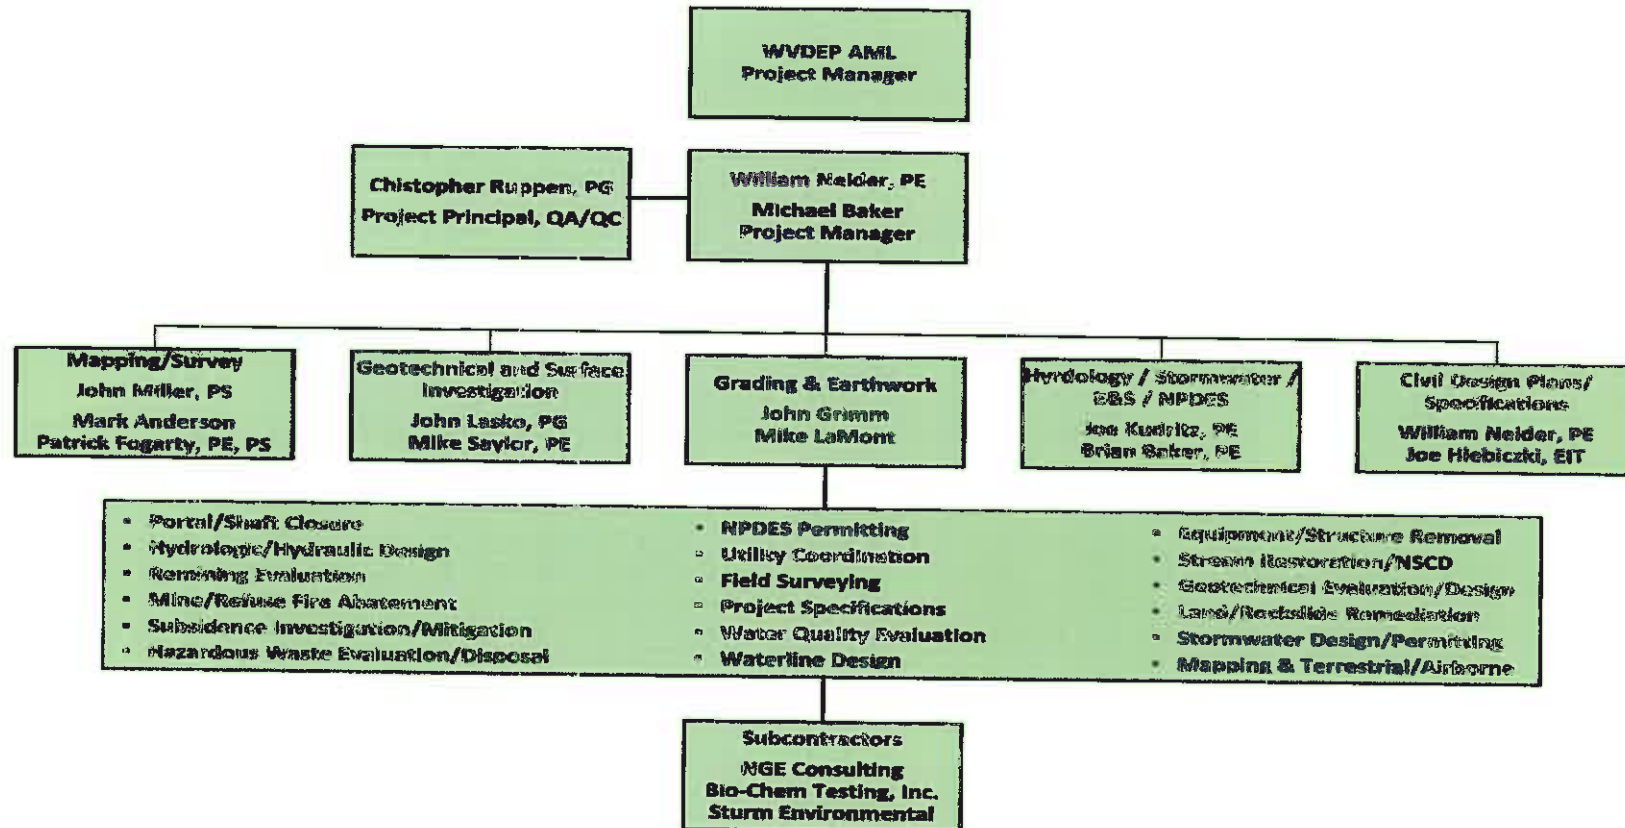 WVDEP AML
Project Manager
Chistopher Ruppen, PG
Project Principal, QA/QC
William Neider, PE
Michael Baker
Project Manager
Mapping/Survey
John Miller, PS
Mark Anderson
Patrick Fogarty, PE, PS
Geotechnical and Surface
Investigation
John Lasko, PG
Mike Saylor, PE
Grading & Earthwork
John Grimm
Mike LaMont
Hyrdology / Stormwater /
E&S / NPDES
Joe Kudritz, PE
Brian Baker, PE
Civil Design Plans/
Specifications
William Neider, PE
Joe Hlebiczki, EIT
• Portal/Shaft Closure
• Hydrologic/Hydraulic Design
• Remining Evaluation
• Mine/Refuse Fire Abatement
• Subsidence Investigation/Mitigation
• Hazardous Waste Evaluation/Disposal
• NPDES Permitting
• Utility Coordination
• Field Surveying
• Project Specifications
• Water Quality Evaluation
• Waterline Design
• Equipment/Structure Removal
• Stream Restoration/NSCD
• Geotechnical Evaluation/Design
• Land/Rockslide Remediation
• Stormwater Design/Permitting
• Mapping & Terrestrial/Airborne
Subcontractors
NGE Consulting
Bio-Chem Testing, Inc.
Sturm Environmental